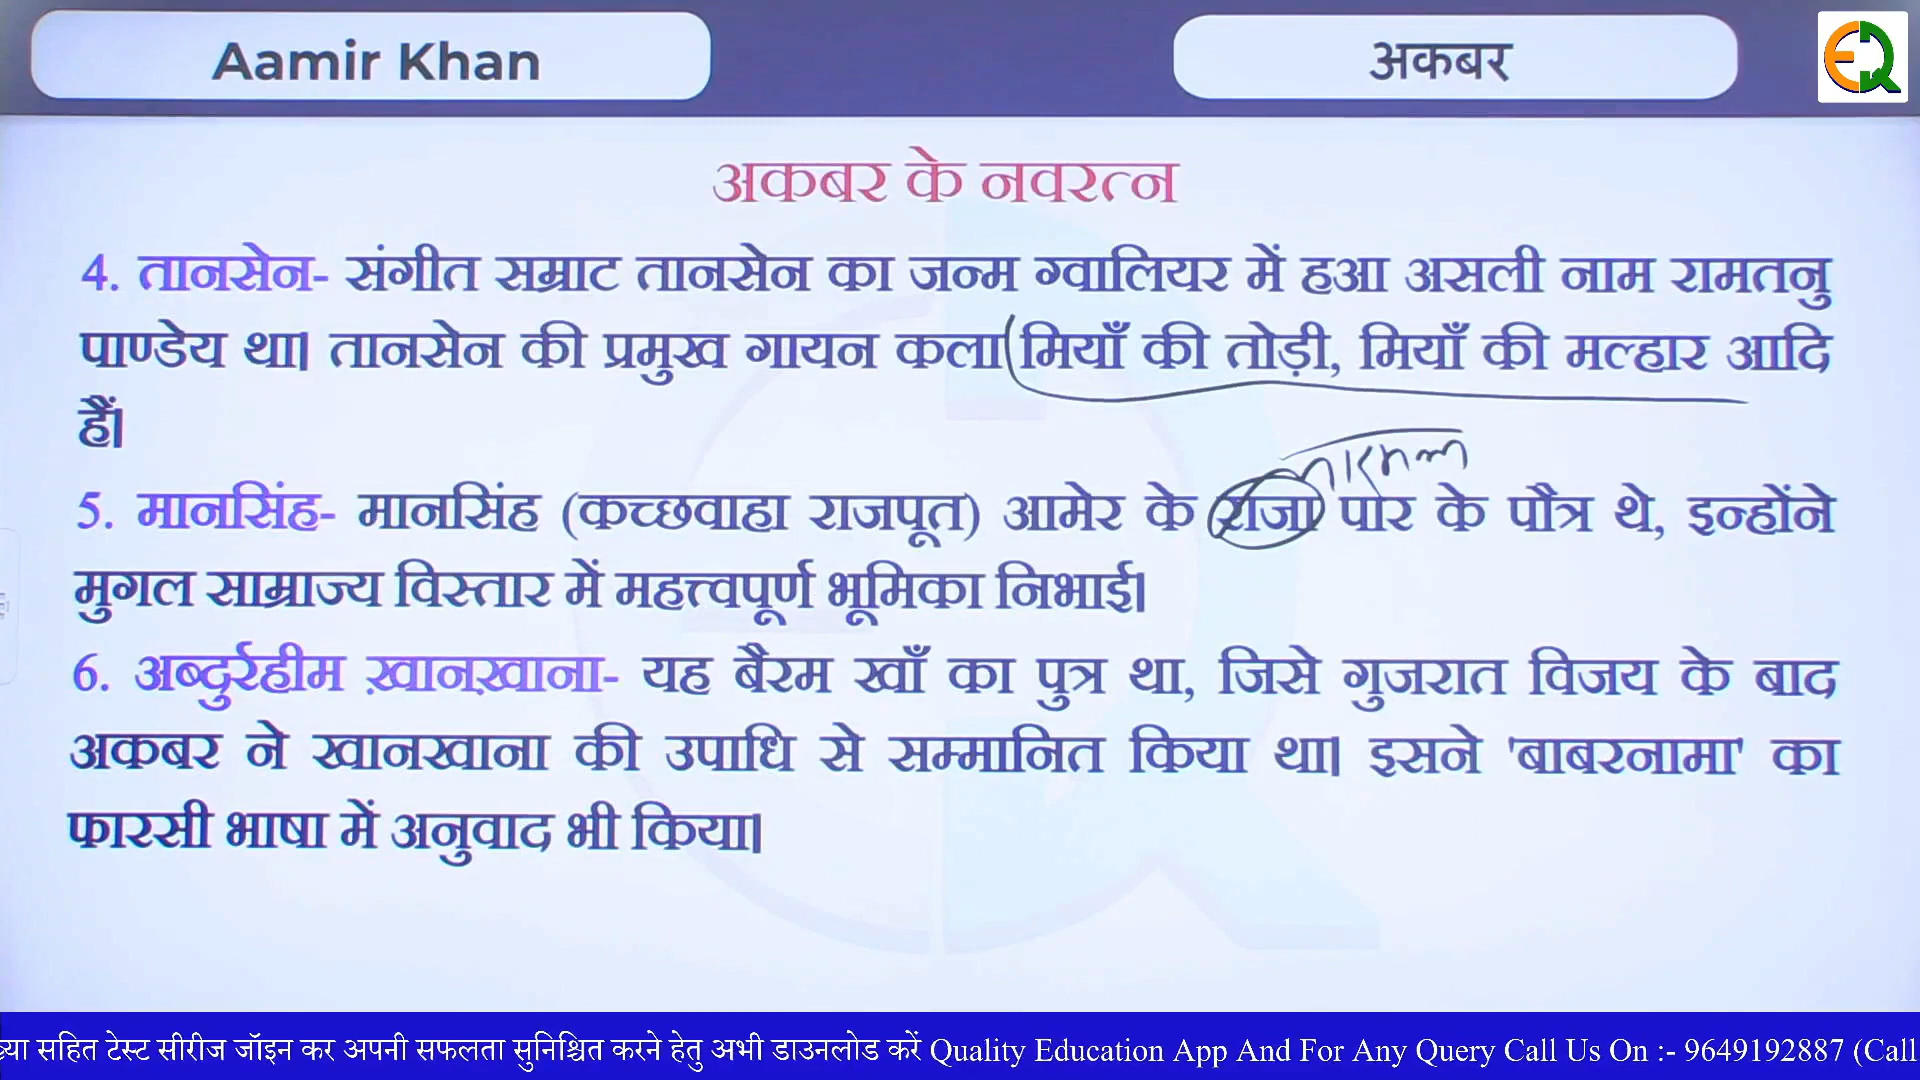 Aamir Khan
अकबर
अकबर के नवरत्न
4. तानसेन- संगीत सम्राट तानसेन का जन्म ग्वालियर में हआ असली नाम रामतनु
पाण्डेय था। तानसेन की प्रमुख गायन कला मियाँ की तोड़ी, मियाँ की मल्हार आदि
हैं।
5. मानसिंह- मानसिंह (कच्छवाहा राजपूत) आमेर के राजा पार के पौत्र थे, इन्होंने
मुगल साम्राज्य विस्तार में महत्त्वपूर्ण भूमिका निभाई।
6. अब्दुर्रहीम ख़ानख़ाना- यह बैरम खाँ का पुत्र था, जिसे गुजरात विजय के बाद
अकबर ने खानखाना की उपाधि से सम्मानित किया था। इसने 'बाबरनामा' का
फारसी भाषा में अनुवाद भी किया।
सहित टेस्ट सीरीज जॉइन कर अपनी सफलता सुनिश्चित करने हेतु अभी डाउनलोड करें Quality Education App And For Any Query Call Us On :- 9649192887 (Call